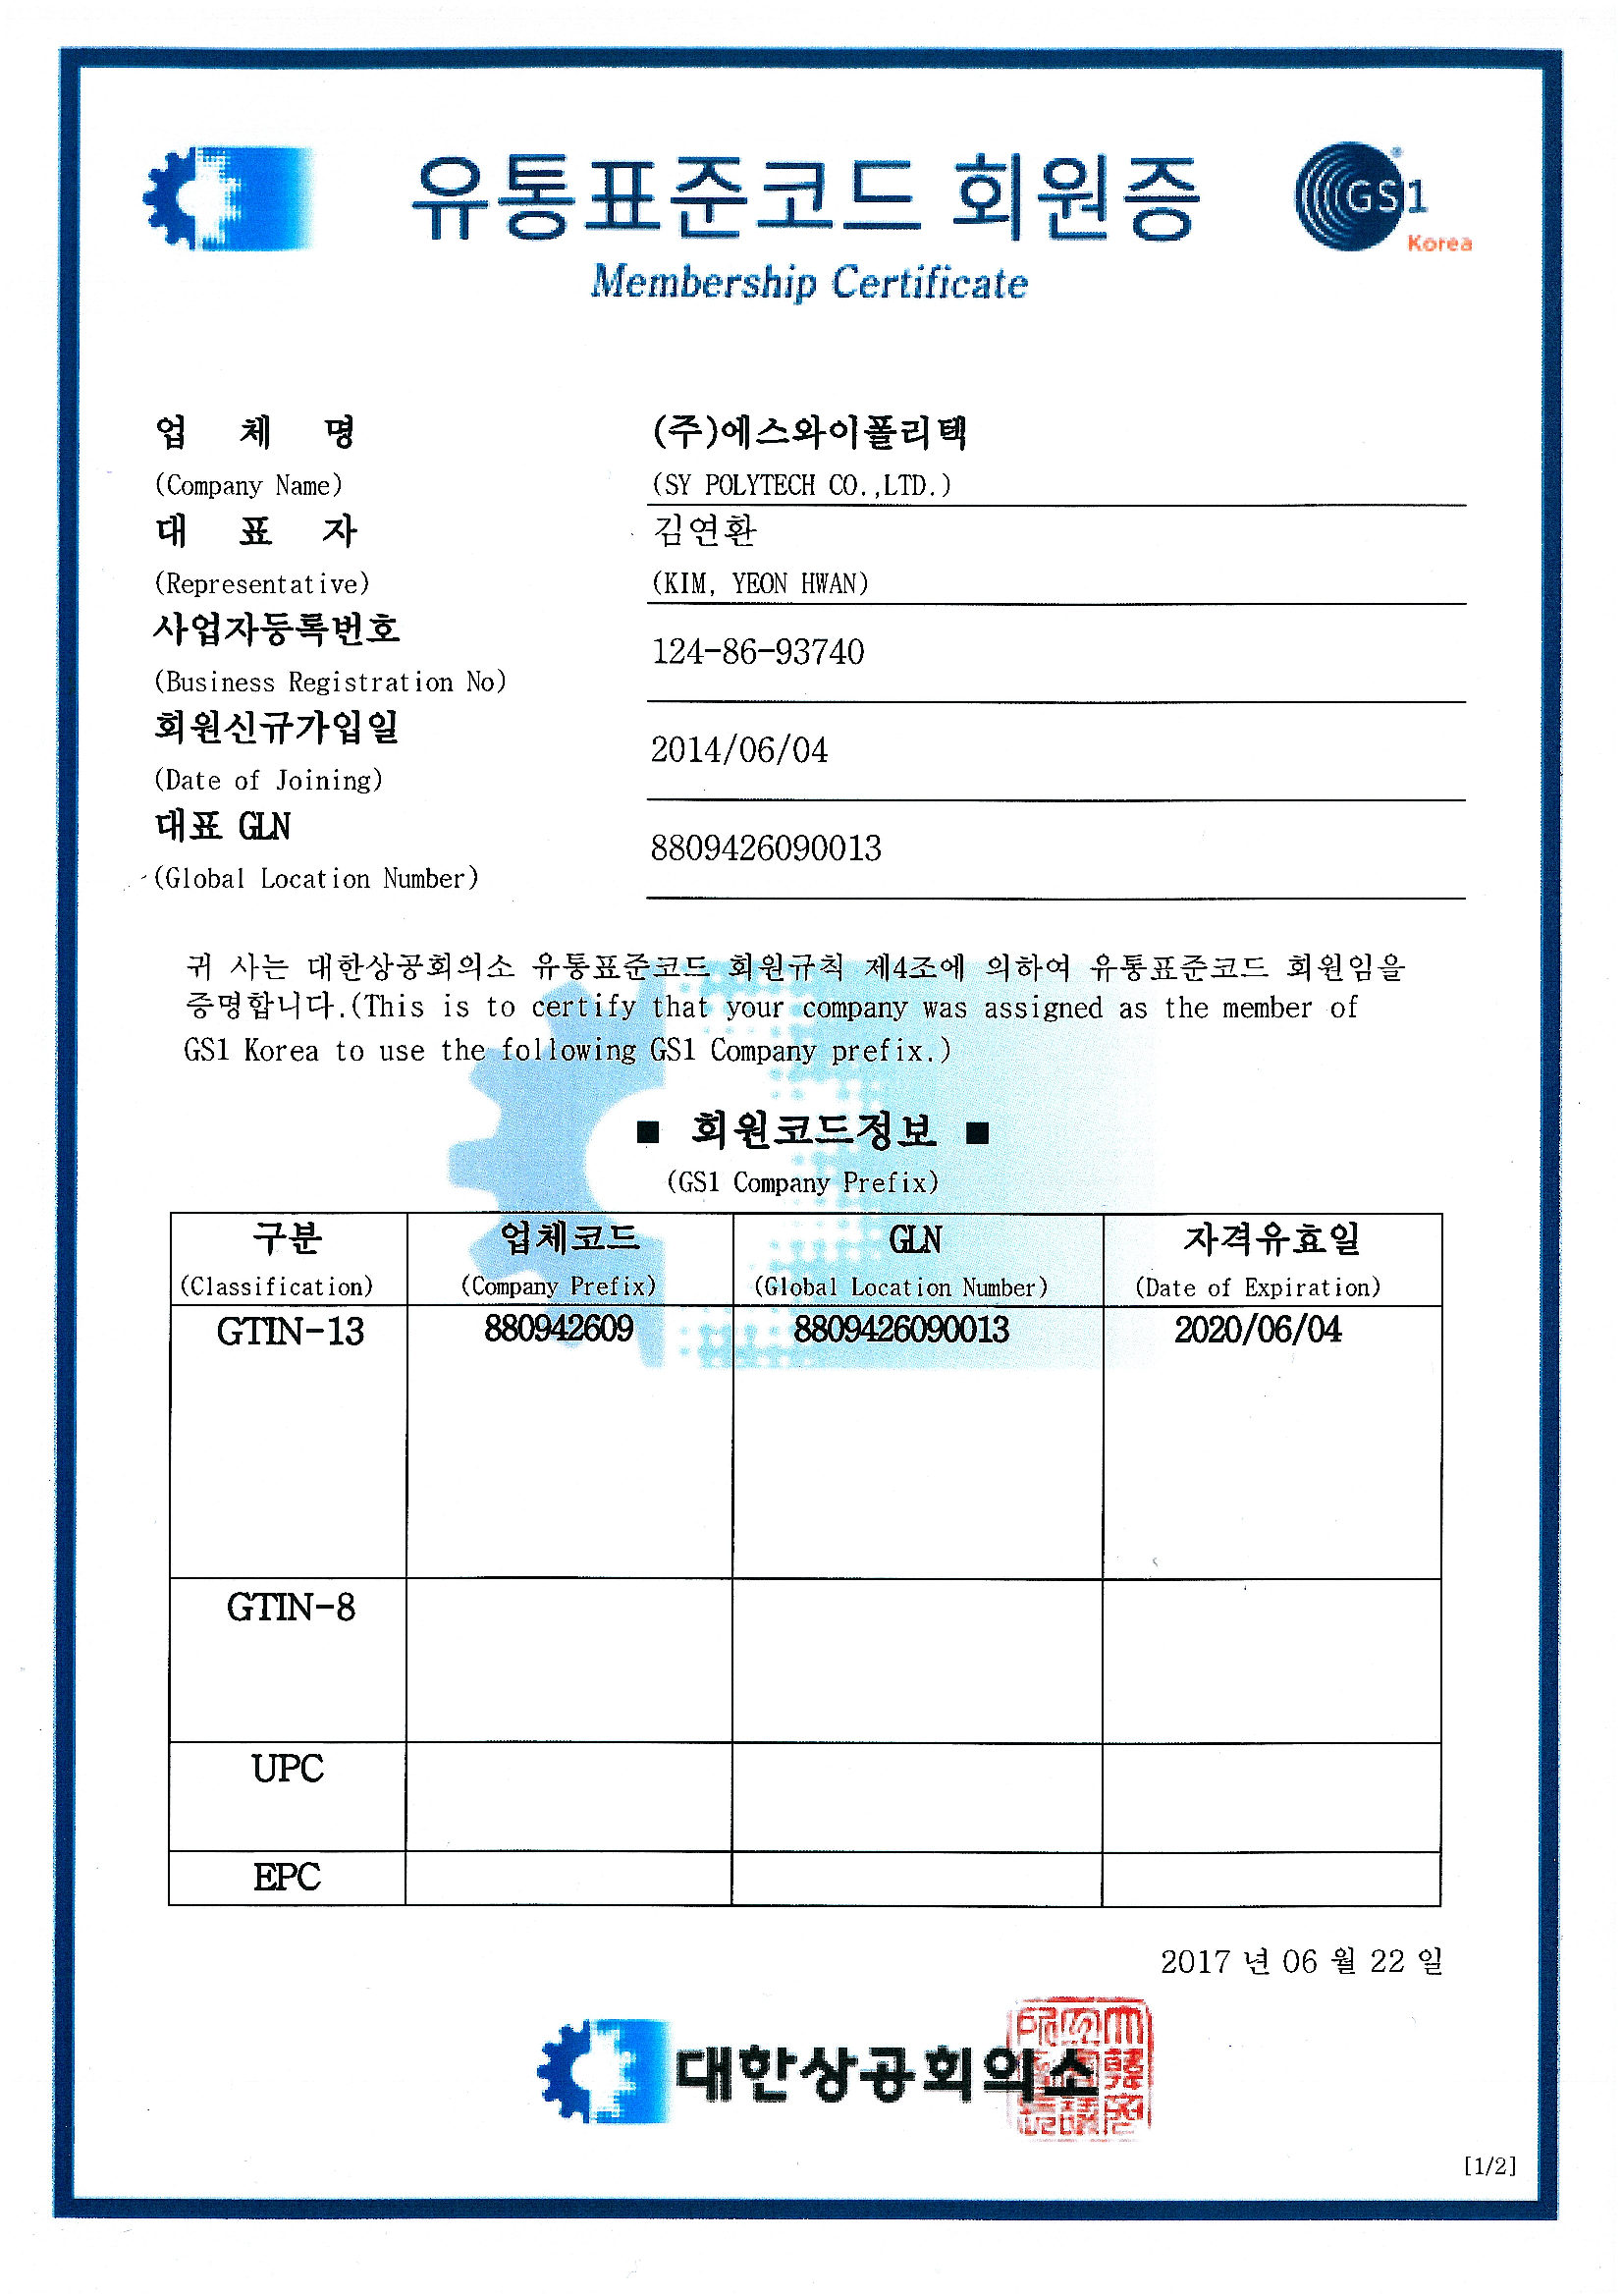 유통표준코드 회원증
GS1
Korea
Membership Certificate
업 체 명
(주)에스와이폴리텍
(Company Name)
(SY POLYTECH CO.,LTD.)
대 표 자
김연환
(Representative)
(KIM, YEON HWAN)
사업자등록번호
124-86-93740
(Business Registration No)
회원신규가입일
2014/06/04
(Date of Joining)
대표 GLN
8809426090013
(Global Location Number)
귀 사는 대한상공회의소 유통표준코드 회원규칙 제4조에 의하여 유통표준코드 회원임을
증명합니다.(This is to certify that your company was assigned as the member of
GS1 Korea to use the following GS1 Company prefix.)
■ 회원코드정보 ■
(GS1 Company Prefix)
구분 업체코드 GLN 자격유효일
(Classification) (Company Prefix) (Global Location Number) (Date of Expiration)
GTIN-13 880942609 8809426090013 2020/06/04
GTIN-8
UPC
EPC
2017 년 06 월 22 일
대한상공회의소
[1/2]